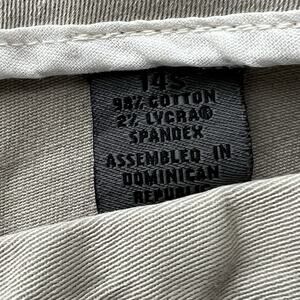 14S
98% COTTON
2% LYCRA®
SPANDEX
ASSEMBLED IN
DOMINICAN
REPUBLIC